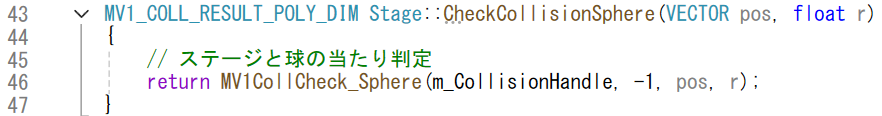 43 MV1_COLL_RESULT_POLY_DIM Stage::CheckCollisionSphere(VECTOR pos, float r)
44 {
45 // ステージと球の当たり判定
46 return MV1CollCheck_Sphere(m_CollisionHandle, -1, pos, r);
47 }